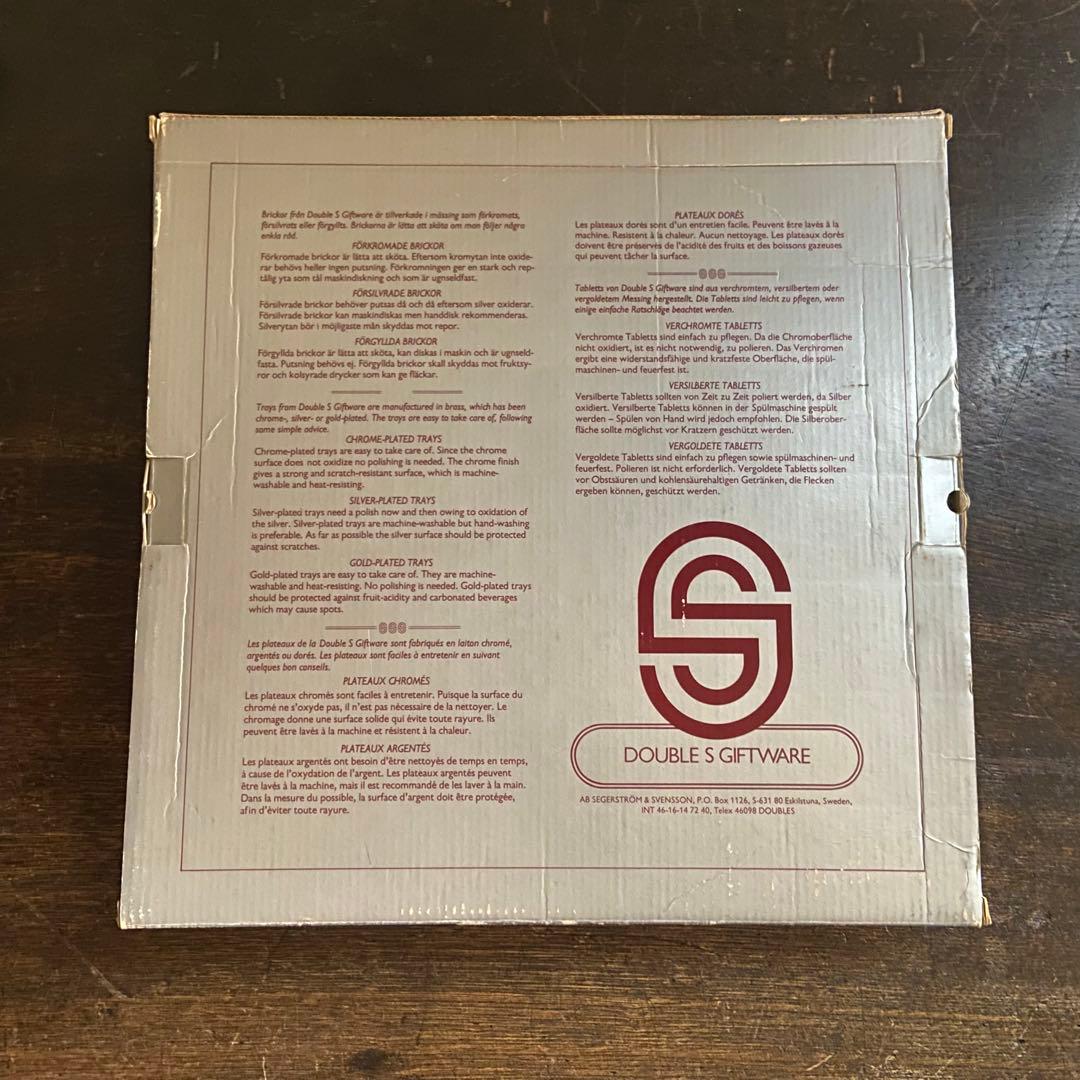 Brickor från Double S Giftware är tillverkade i mässing som förkromats,
försilvrats eller förgyllts. Brickorna är lätta att sköta om man följer några
enkla råd.
FÖRKROMADE BRICKOR
Förkromade brickor är lätta att sköta. Eftersom kromytan inte oxide-
rar behövs heller ingen putsning. Förkromningen ger en stark och rep-
tålig yta som tål maskindiskning och som är ugnseldfast.
FÖRSILVRADE BRICKOR
Försilvrade brickor behöver putsas då och då eftersom silver oxiderar.
Försilvrade brickor kan maskindiskas men handdisk rekommenderas.
Silverytan bör i möjligaste mån skyddas mot repor.
FÖRGYLLDA BRICKOR
Förgyllda brickor är lätta att sköta, kan diskas i maskin och är ugnseld-
fasta. Putsning behövs ej. Förgyllda brickor skall skyddas mot fruktsy-
ror och kolsyrade drycker som kan ge fläckar.
Trays from Double S Giftware are manufactured in brass, which has been
chrome-, silver- or gold-plated. The trays are easy to take care of, following
some simple advice.
CHROME-PLATED TRAYS
Chrome-plated trays are easy to take care of. Since the chrome
surface does not oxidize no polishing is needed. The chrome finish
gives a strong and scratch-resistant surface, which is machine-
washable and heat-resisting.
SILVER-PLATED TRAYS
Silver-plated trays need a polish now and then owing to oxidation of
the silver. Silver-plated trays are machine-washable but hand-washing
is preferable. As far as possible the silver surface should be protected
against scratches.
GOLD-PLATED TRAYS
Gold-plated trays are easy to take care of. They are machine-
washable and heat-resisting. No polishing is needed. Gold-plated trays
should be protected against fruit-acidity and carbonated beverages
which may cause spots.
Les plateaux de la Double S Giftware sont fabriqués en laiton chromé,
argentés ou dorés. Les plateaux sont faciles à entretenir en suivant
quelques bon conseils.
PLATEAUX CHROMÉS
Les plateaux chromés sont faciles à entretenir. Puisque la surface du
chromé ne s'oxyde pas, il n'est pas nécessaire de la nettoyer. Le
chromage donne une surface solide qui évite toute rayure. Ils
peuvent être lavés à la machine et résistent à la chaleur.
PLATEAUX ARGENTÉS
Les plateaux argentés ont besoin d'être nettoyés de temps en temps,
à cause de l'oxydation de l'argent. Les plateaux argentés peuvent
être lavés à la machine, mais il est recommandé de les laver à la main.
Dans la mesure du possible, la surface d'argent doit être protégée,
afin d'éviter toute rayure.
PLATEAUX DORÉS
Les plateaux dorés sont d'un entretien facile. Peuvent être lavés à la
machine. Resistent à la chaleur. Aucun nettoyage. Les plateaux dorés
doivent être préservés de l'acidité des fruits et des boissons gazeuses
qui peuvent tâcher la surface.
Tabletts von Double S Giftware sind aus verchromtem, versilbertem oder
vergoldetem Messing hergestellt. Die Tabletts sind leicht zu pflegen, wenn
einige einfache Ratschläge beachtet werden.
VERCHROMTE TABLETTS
Verchromte Tabletts sind einfach zu pflegen. Da die Chromoberfläche
nicht oxidiert, ist es nicht notwendig, zu polieren. Das Verchromen
ergibt eine widerstandsfähige und kratzfeste Oberfläche, die spül-
maschinen- und feuerfest ist.
VERSILBERTE TABLETTS
Versilberte Tabletts sollten von Zeit zu Zeit poliert werden, da Silber
oxidiert. Versilberte Tabletts können in der Spülmaschine gespült
werden – Spülen von Hand wird jedoch empfohlen. Die Silberober-
fläche sollte möglichst vor Kratzern geschützt werden.
VERGOLDETE TABLETTS
Vergoldete Tabletts sind einfach zu pflegen sowie spülmaschinen- und
feuerfest. Polieren ist nicht erforderlich. Vergoldete Tabletts sollten
vor Obstsäuren und kohlensäurehaltigen Getränken, die Flecken
ergeben können, geschützt werden.
DOUBLE S GIFTWARE
AB SEGERSTRÖM & SVENSSON, P.O. Box 1126, S-631 80 Eskilstuna, Sweden,
INT 46-16-14 72 40, Telex 46098 DOUBLES